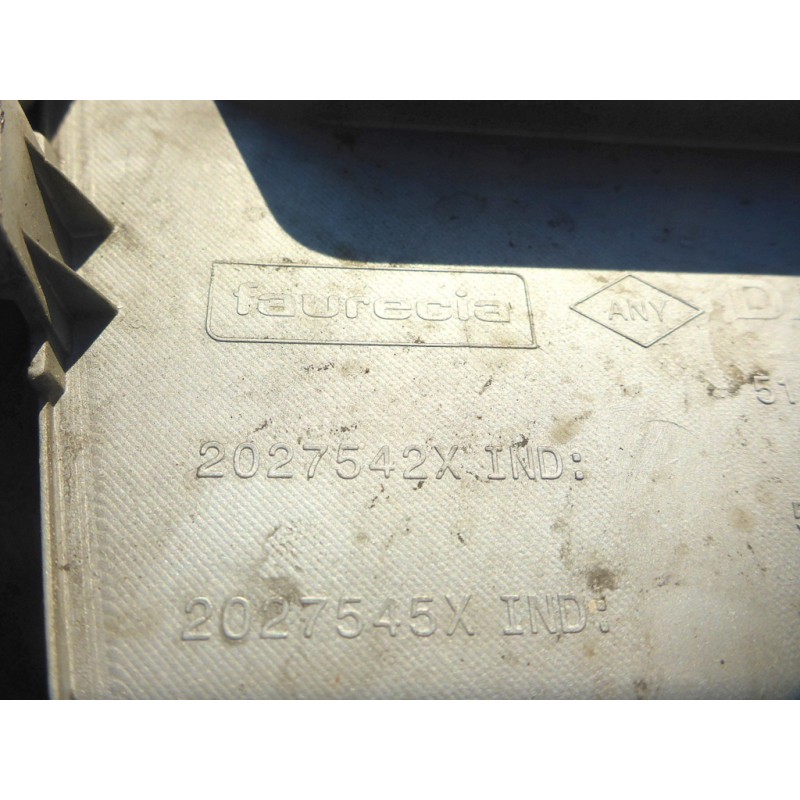 faurecia ANY
2027542X IND:
2027545X IND: